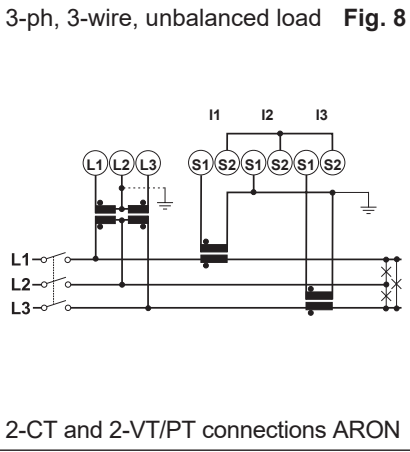 3-ph, 3-wire, unbalanced load Fig. 8
I1 I2 I3
L1 L2 L3 S1 S2 S1 S2 S1 S2
L1
L2
L3
2-CT and 2-VT/PT connections ARON